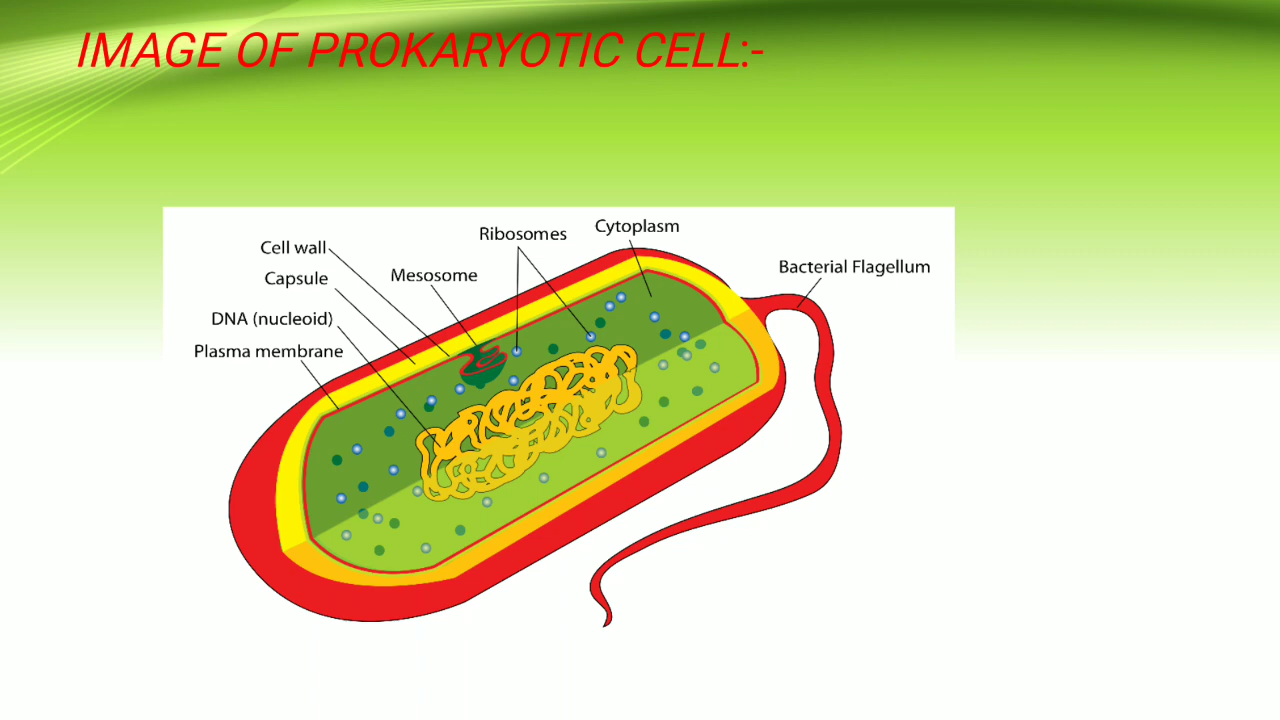 IMAGE OF PROKARYOTIC CELL:-
Cytoplasm
Ribosomes
Cell wall
Bacterial Flagellum
Capsule
Mesosome
DNA (nucleoid)
Plasma membrane